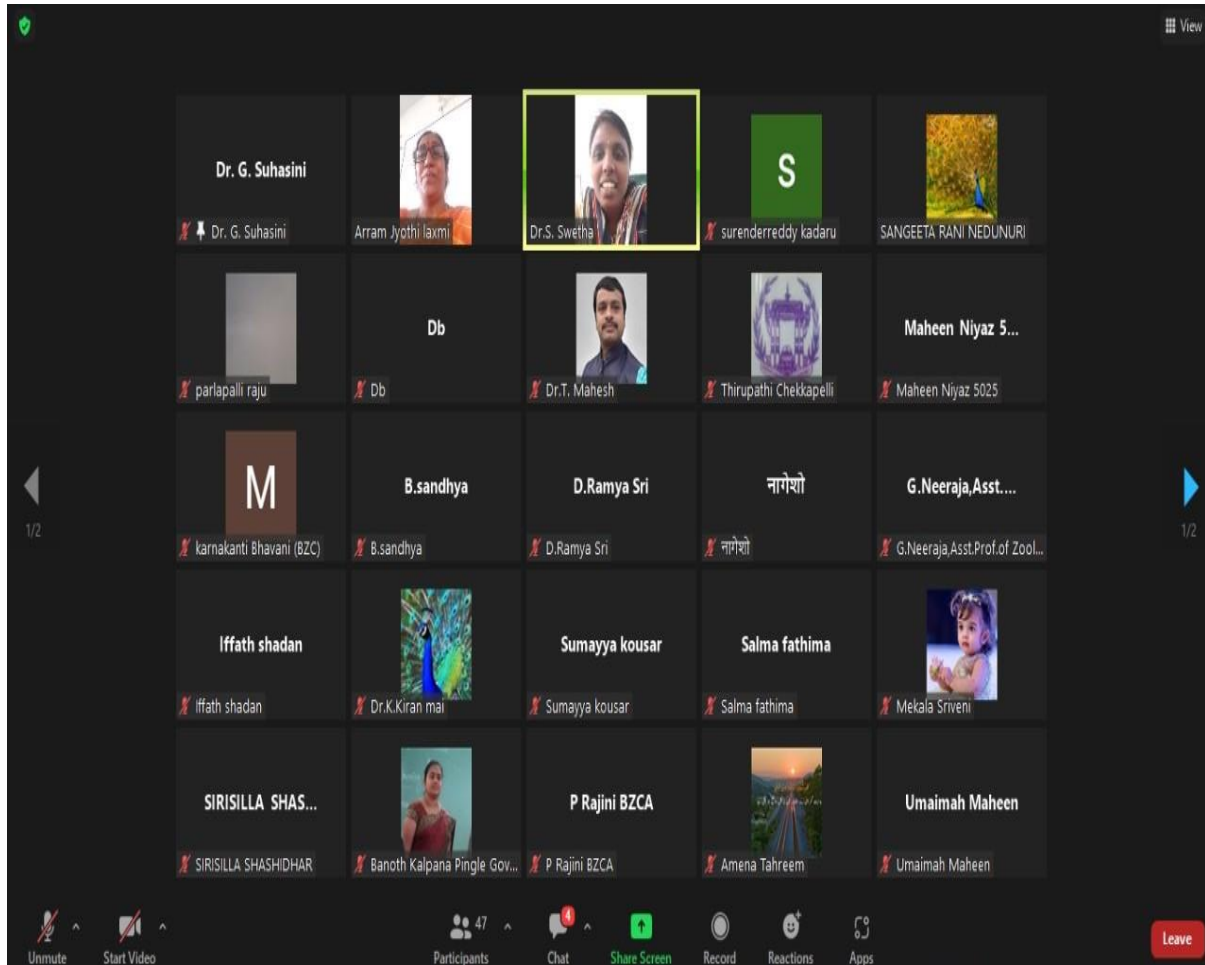 View
Dr. G. Suhasini
Dr. G. Suhasini
Arram Jyothi laxmi
Dr.S. Swetha
S
surenderreddy kadaru
SANGEETA RANI NEDUNURI
parlapalli raju
Db
Db
Dr.T. Mahesh
Thirupathi Chekkapelli
Maheen Niyaz 5...
Maheen Niyaz 5025
1/2
M
karnakanti Bhavani (BZC)
B.sandhya
B.sandhya
D.Ramya Sri
D.Ramya Sri
नागेशो
नागेशो
G.Neeraja,Asst....
G.Neeraja,Asst.Prof.of Zool...
1/2
Iffath shadan
Iffath shadan
Dr.K.Kiran mai
Sumayya kousar
Sumayya kousar
Salma fathima
Salma fathima
Mekala Sriveni
SIRISILLA SHAS...
SIRISILLA SHASHIDHAR
Banoth Kalpana Pingle Gov...
P Rajini BZCA
P Rajini BZCA
Amena Tahreem
Umaimah Maheen
Umaimah Maheen
Unmute
Start Video
47
Participants
4
Chat
Share Screen
Record
Reactions
Apps
Leave